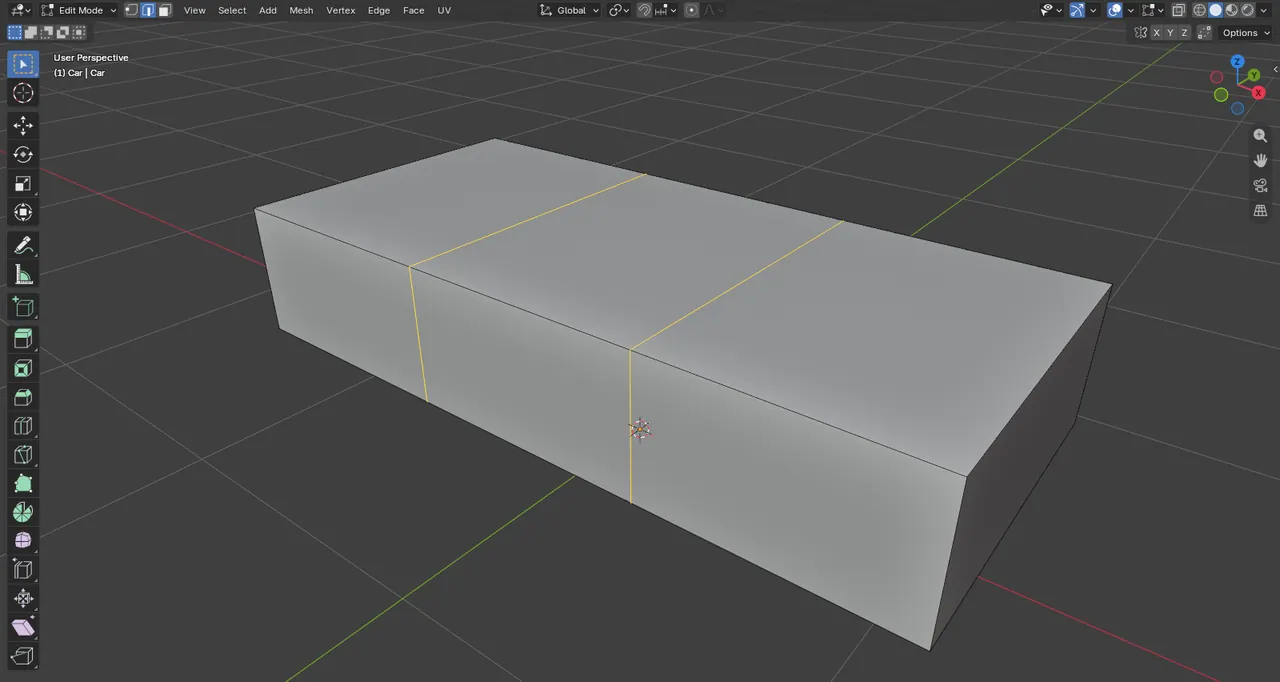 Edit Mode View Select Add Mesh Vertex Edge Face UV Global
X Y Z Options
User Perspective
(1) Car | Car
Z
Y
X